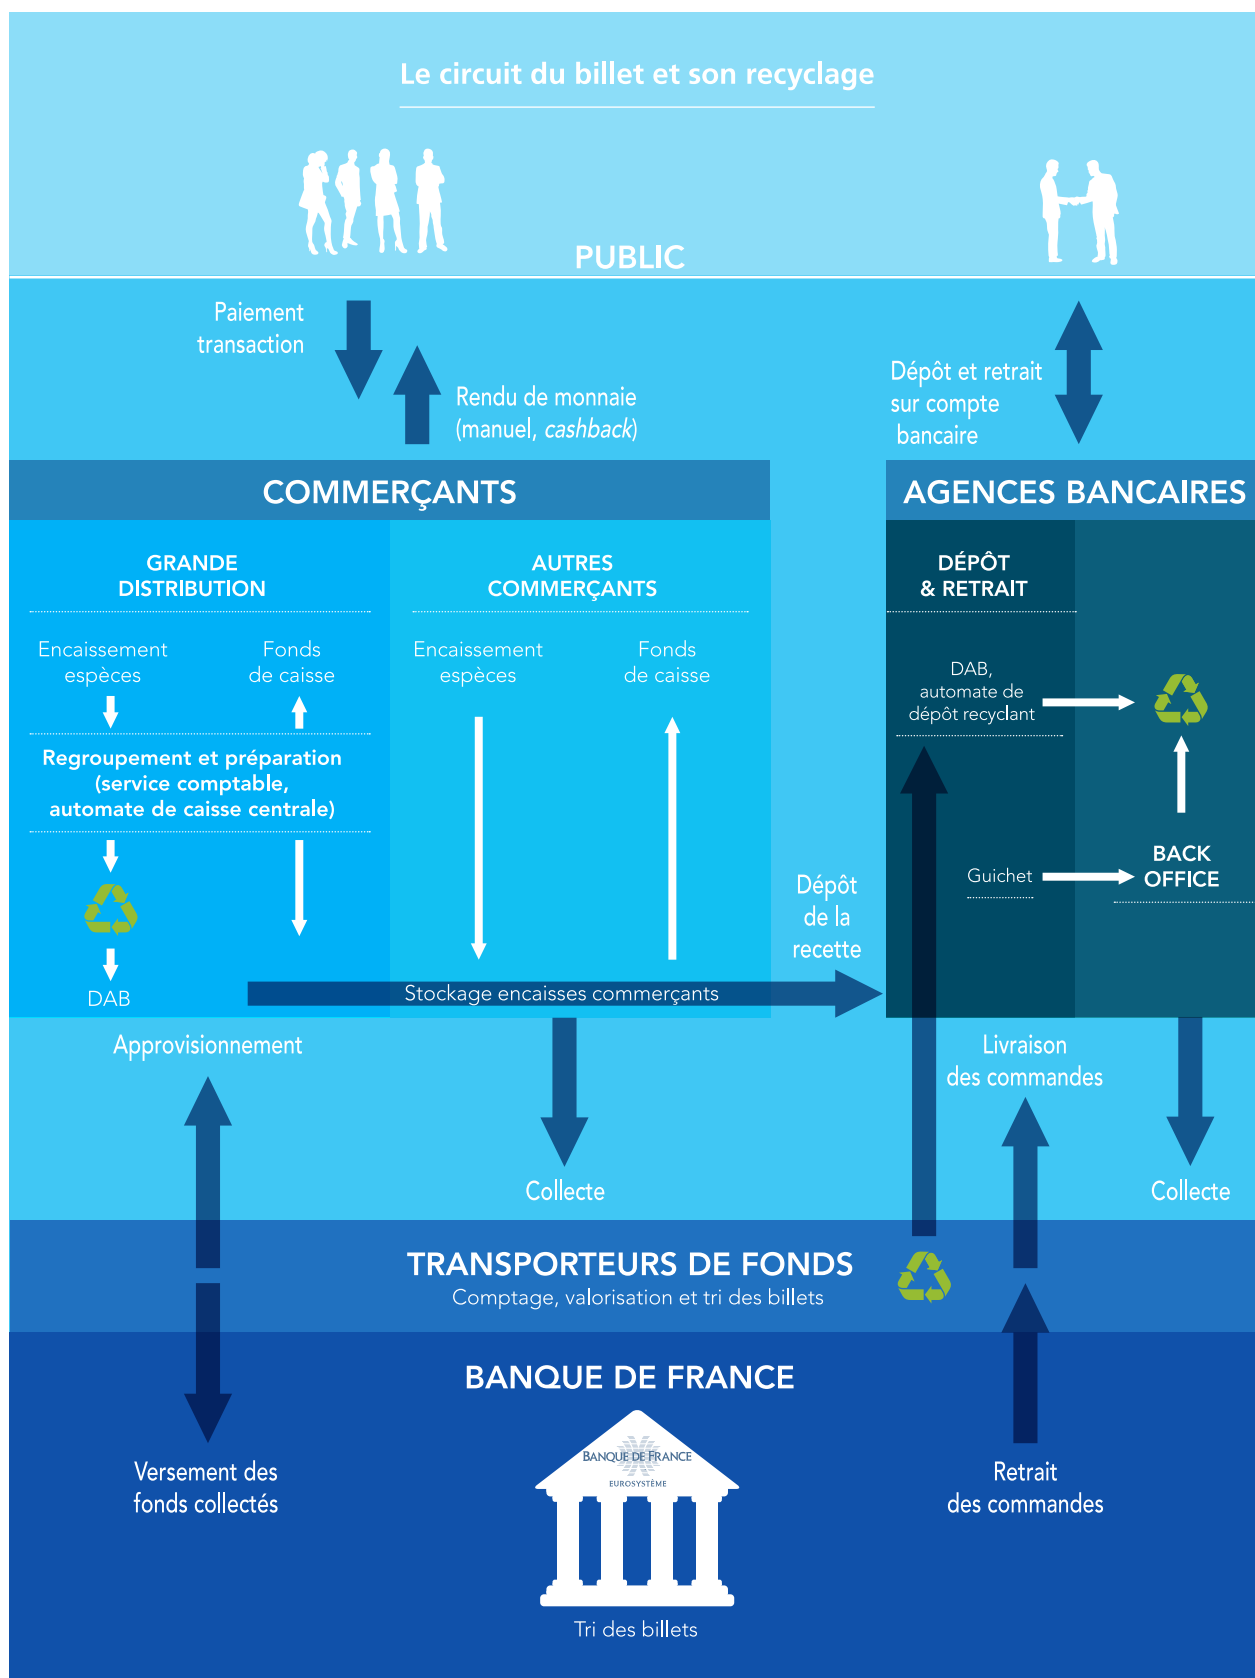 Le circuit du billet et son recyclage
PUBLIC
Paiement
transaction
Rendu de monnaie
(manuel, cashback)
Dépôt et retrait
sur compte
bancaire
COMMERÇANTS
GRANDE
DISTRIBUTION
Encaissement
espèces
Fonds
de caisse
Regroupement et préparation
(service comptable,
automate de caisse centrale)
DAB
AUTRES
COMMERÇANTS
Encaissement
espèces
Fonds
de caisse
Stockage encaisses commerçants
Dépôt
de la
recette
AGENCES BANCAIRES
DÉPÔT
& RETRAIT
DAB,
automate de
dépôt recyclant
Guichet
BACK
OFFICE
Approvisionnement
Collecte
Livraison
des commandes
Collecte
TRANSPORTEURS DE FONDS
Comptage, valorisation et tri des billets
BANQUE DE FRANCE
BANQUE DE FRANCE
EUROSYSTÈME
Versement des
fonds collectés
Retrait
des commandes
Tri des billets